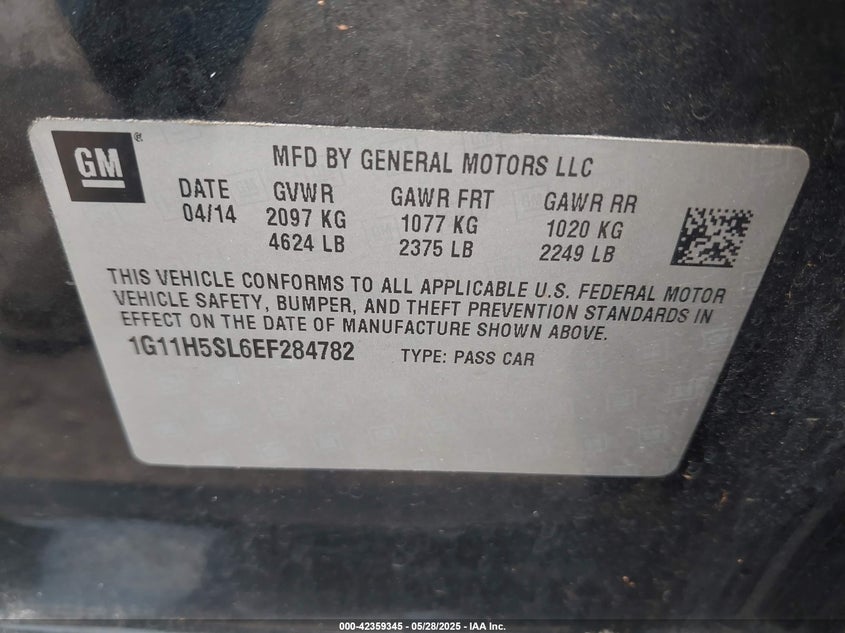 GM
MFD BY GENERAL MOTORS LLC
DATE GVWR GAWR FRT GAWR RR
04/14 2097 KG 1077 KG 1020 KG
4624 LB 2375 LB 2249 LB
THIS VEHICLE CONFORMS TO ALL APPLICABLE U.S. FEDERAL MOTOR
VEHICLE SAFETY, BUMPER, AND THEFT PREVENTION STANDARDS IN
EFFECT ON THE DATE OF MANUFACTURE SHOWN ABOVE.
1G11H5SL6EF284782 TYPE: PASS CAR
000-42359345 - 05/28/2025 - IAA Inc.